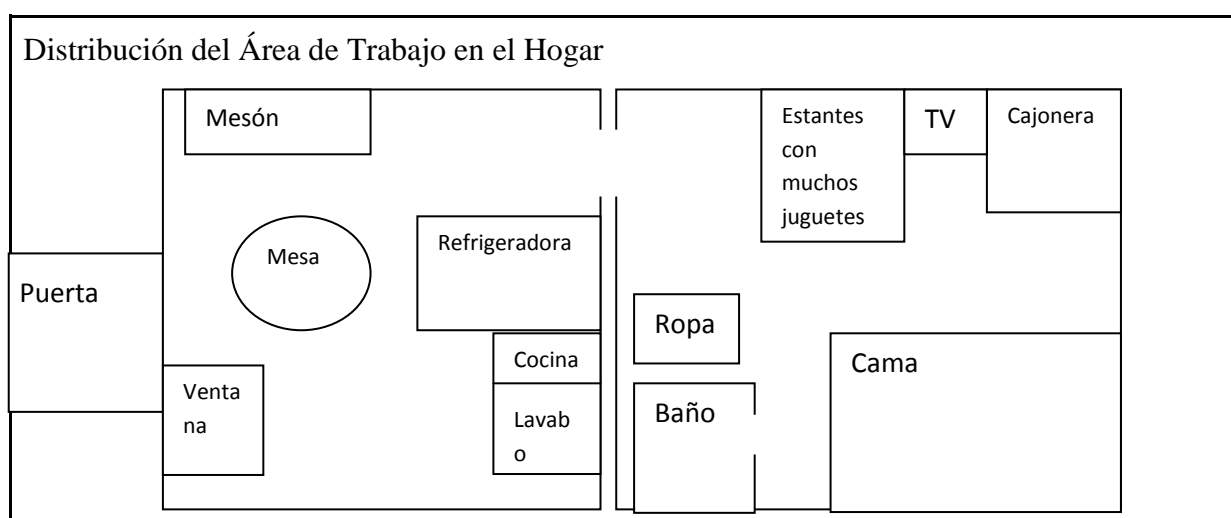 Distribución del Área de Trabajo en el Hogar
Mesón
Estantes
con
muchos
juguetes
TV
Cajonera
Mesa
Refrigeradora
Puerta
Ropa
Cocina
Cama
Venta
na
Lavab
o
Baño